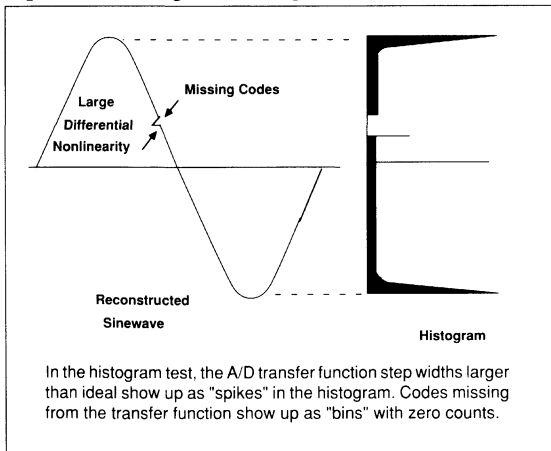 Missing Codes
Large
Differential
Nonlinearity
Reconstructed
Sinewave
Histogram
In the histogram test, the A/D transfer function step widths larger
than ideal show up as "spikes" in the histogram. Codes missing
from the transfer function show up as "bins" with zero counts.